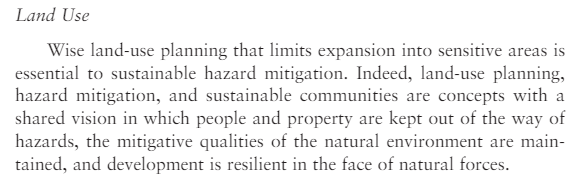 Land Use
Wise land-use planning that limits expansion into sensitive areas is
essential to sustainable hazard mitigation. Indeed, land-use planning,
hazard mitigation, and sustainable communities are concepts with a
shared vision in which people and property are kept out of the way of
hazards, the mitigative qualities of the natural environment are main-
tained, and development is resilient in the face of natural forces.